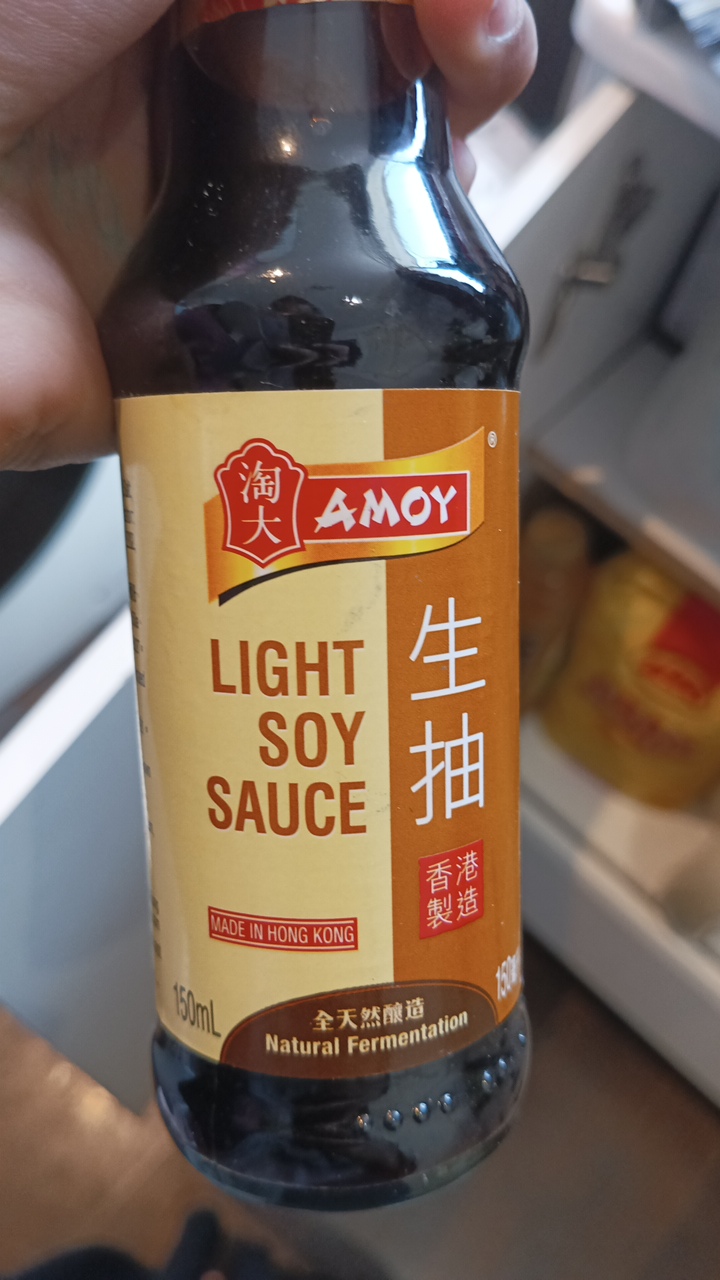 淘大
AMOY
®
LIGHT
SOY
SAUCE
生抽
香港
製造
MADE IN HONG KONG
150mL
全天然釀造
Natural Fermentation